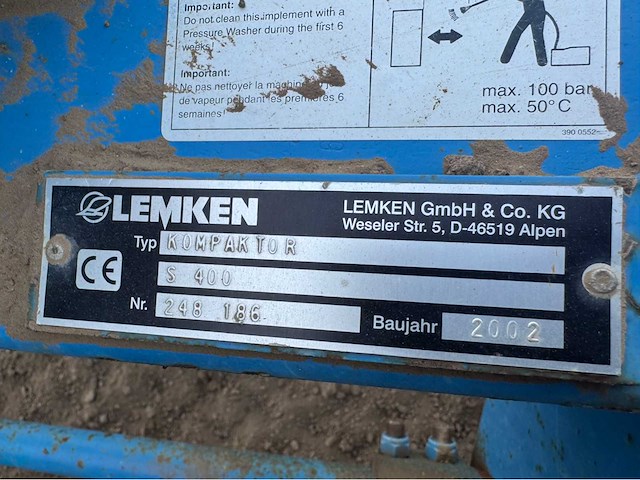 Important:
Do not clean this implement with a
Pressure Washer during the first 6
weeks!
Important:
Ne pas nettoyer la machine
de vapeur pendant les premières 6
semaines!
max. 100 bar
max. 50°C
390 0552
LEMKEN
LEMKEN GmbH & Co. KG
Weseler Str. 5, D-46519 Alpen
Typ KOMPAKTOR
CE
S 400
Nr. 248 186
Baujahr 2002